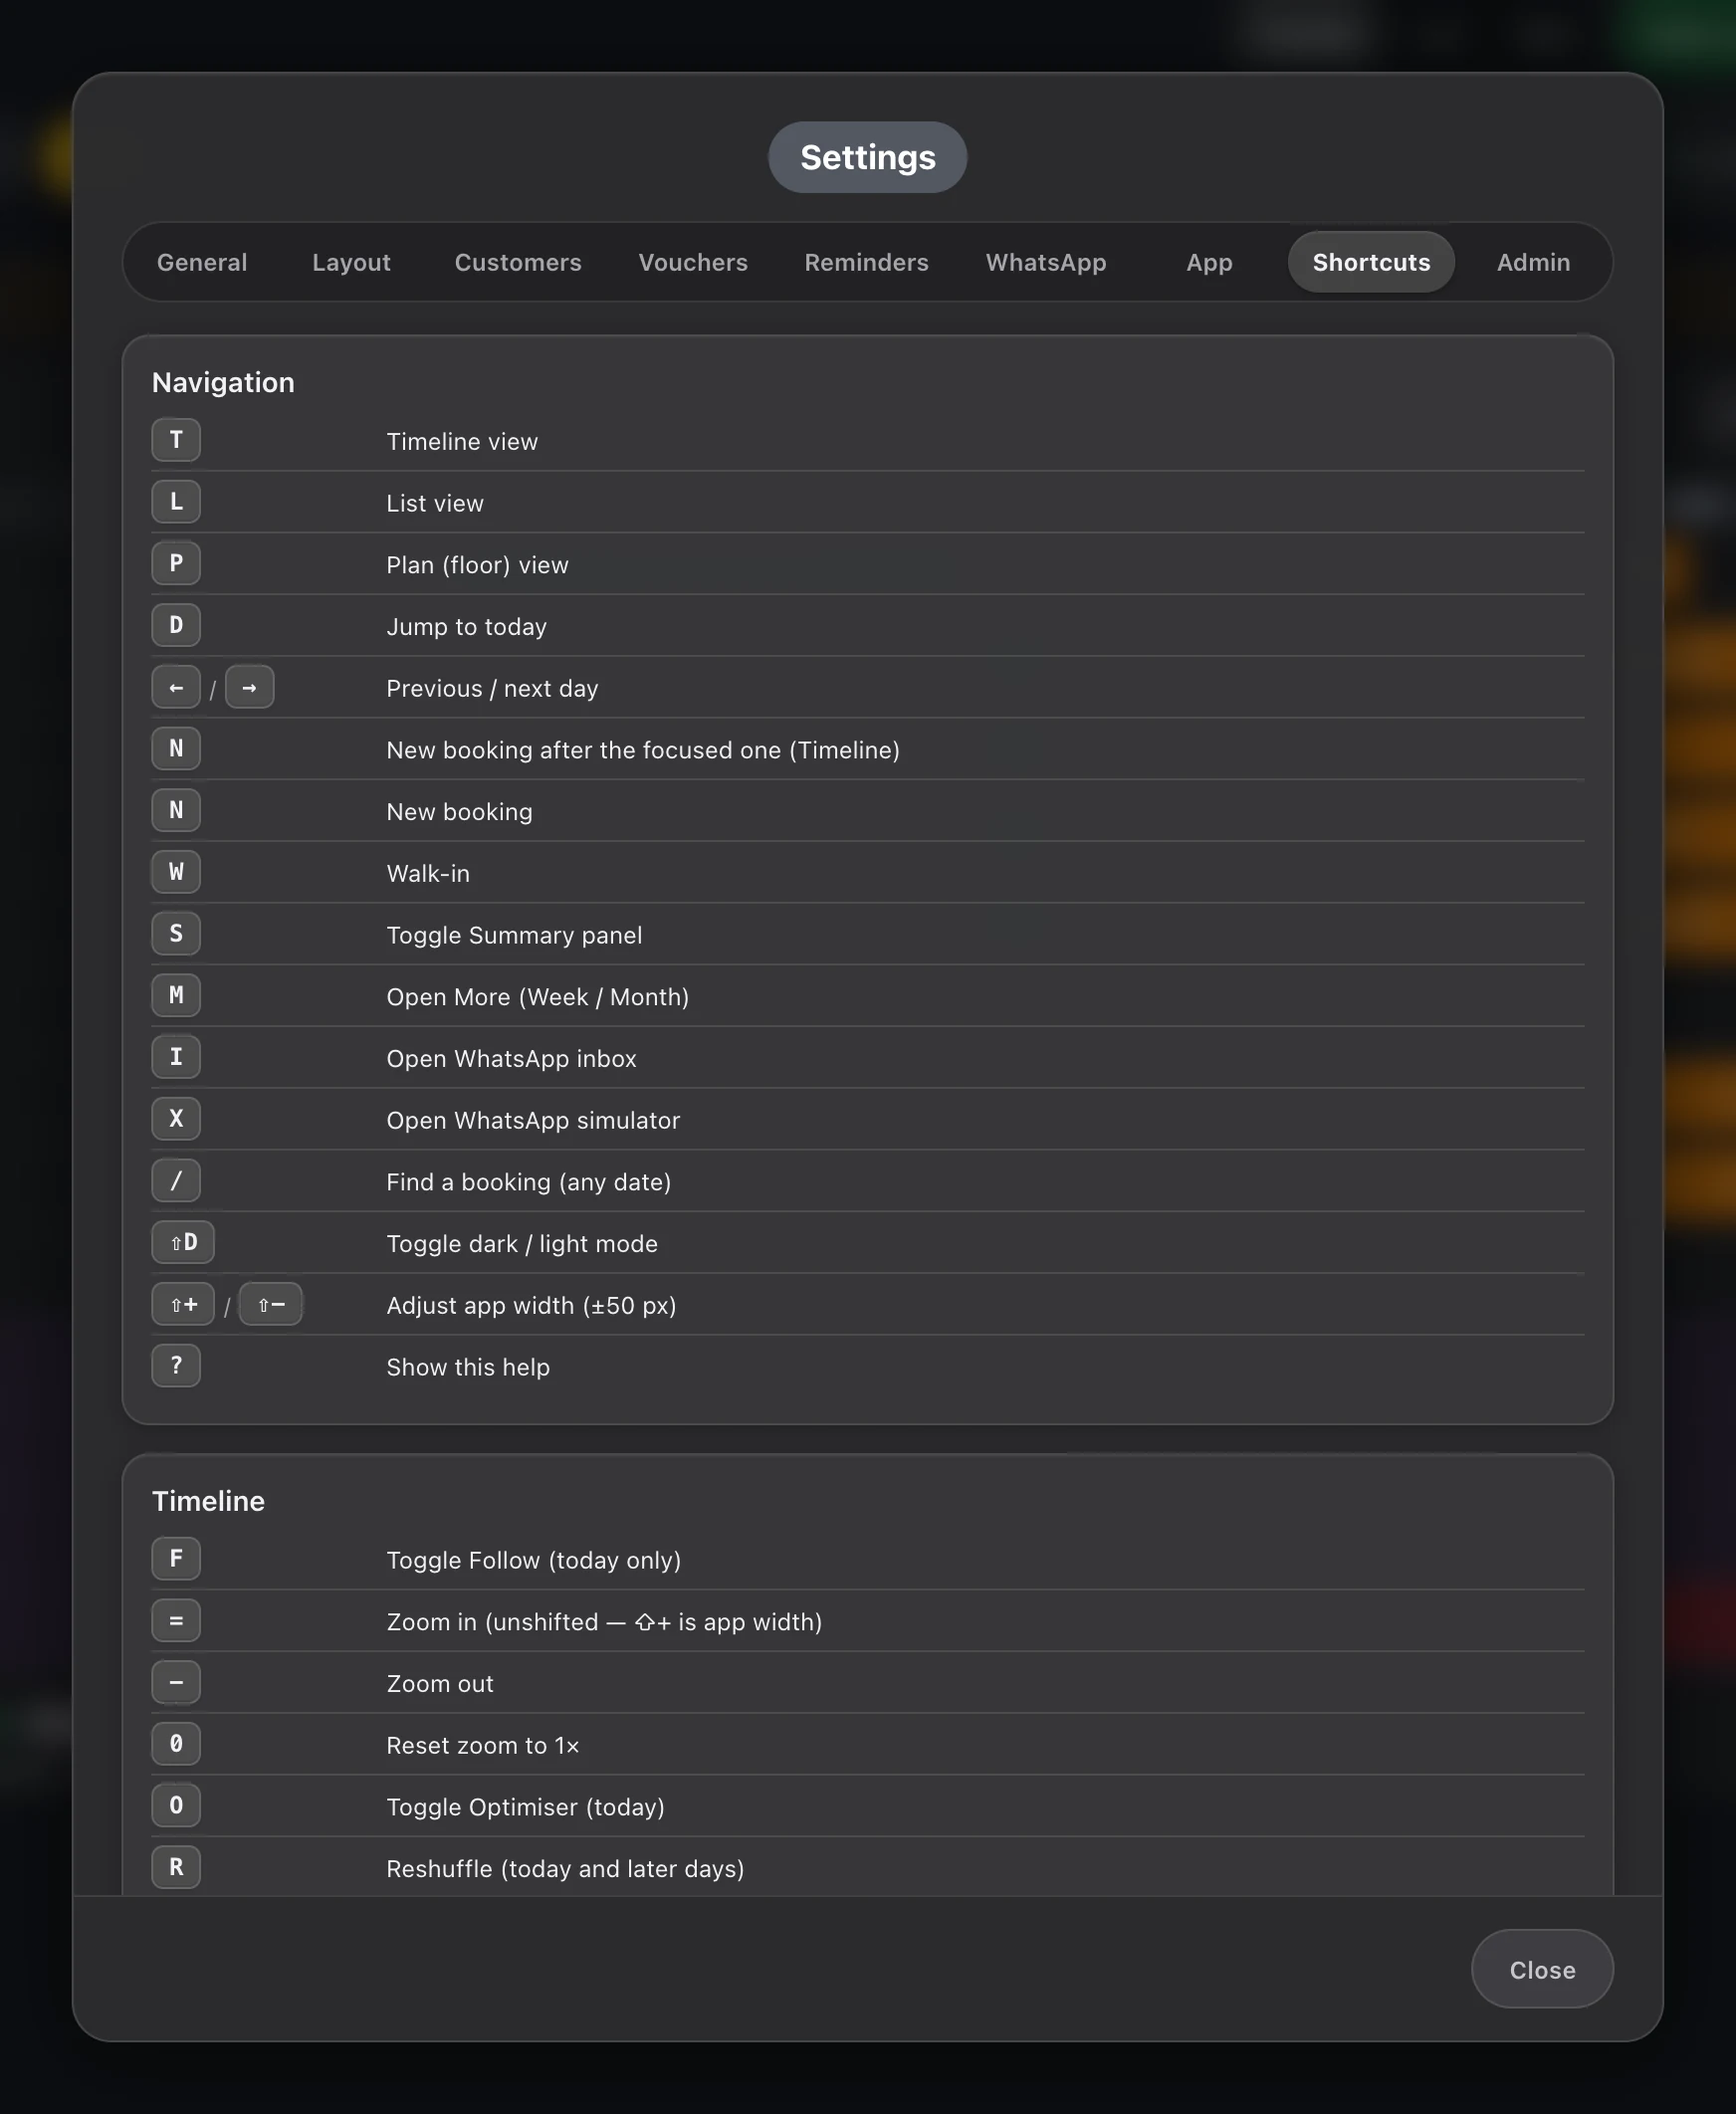 Settings
General Layout Customers Vouchers Reminders WhatsApp App Shortcuts Admin
Navigation
T Timeline view
L List view
P Plan (floor) view
D Jump to today
← / → Previous / next day
N New booking after the focused one (Timeline)
N New booking
W Walk-in
S Toggle Summary panel
M Open More (Week / Month)
I Open WhatsApp inbox
X Open WhatsApp simulator
/ Find a booking (any date)
⇧D Toggle dark / light mode
⇧+ / ⇧− Adjust app width (±50 px)
? Show this help
Timeline
F Toggle Follow (today only)
= Zoom in (unshifted — ⇧+ is app width)
− Zoom out
0 Reset zoom to 1×
O Toggle Optimiser (today)
R Reshuffle (today and later days)
Close